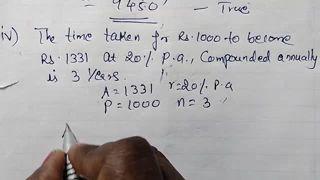 = 9450 - True
iv) The time taken for Rs. 1000 to become
Rs. 1331 at 20% P.a., Compounded annually
is 3 Years.
A = 1331 r = 20% P.a
P = 1000 n = 3